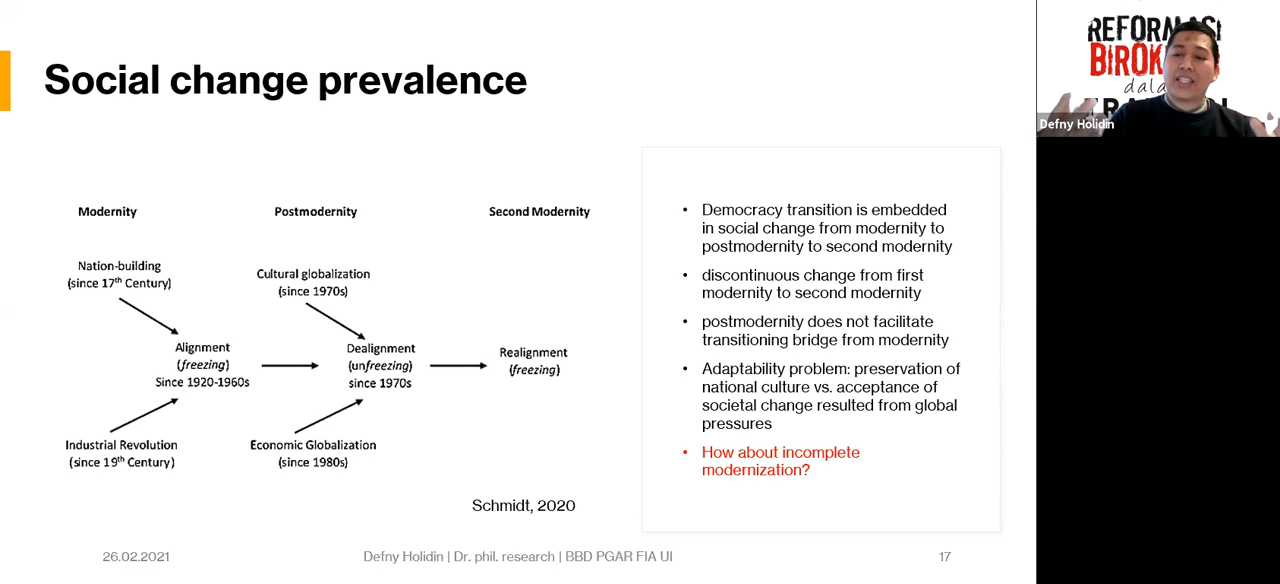 Social change prevalence
Modernity
Postmodernity
Second Modernity
Nation-building
(since 17th Century)
Cultural globalization
(since 1970s)
Alignment
(freezing)
Since 1920-1960s
Dealignment
(unfreezing)
since 1970s
Realignment
(freezing)
Industrial Revolution
(since 19th Century)
Economic Globalization
(since 1980s)
Schmidt, 2020
• Democracy transition is embedded
in social change from modernity to
postmodernity to second modernity
• discontinuous change from first
modernity to second modernity
• postmodernity does not facilitate
transitioning bridge from modernity
• Adaptability problem: preservation of
national culture vs. acceptance of
societal change resulted from global
pressures
• How about incomplete
modernization?
26.02.2021
Defny Holidin | Dr. phil. research | BBD PGAR FIA UI
17
REFORMASI
BIROK
dala
Defny Holidin